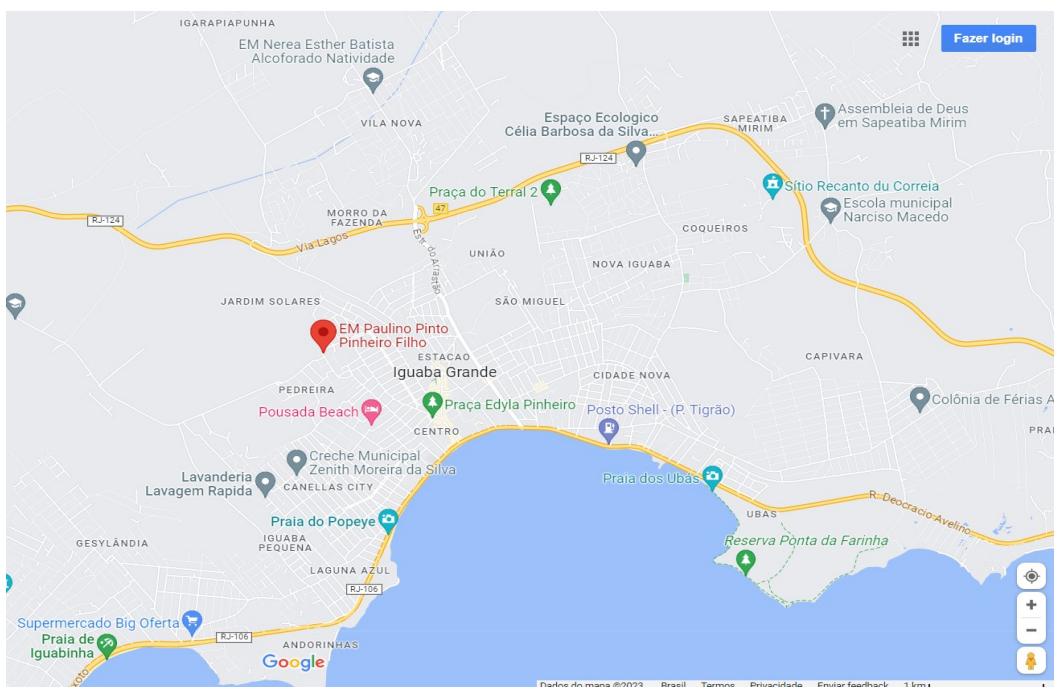 IGARAPIAPUNHA
Fazer login
EM Nerea Esther Batista
Alcoforado Natividade
VILA NOVA
Espaço Ecologico
Célia Barbosa da Silva...
SAPEATIBA
MIRIM
Assembleia de Deus
em Sapeatiba Mirim
RJ-124
Praça do Terral 2
Sítio Recanto du Correia
Escola municipal
Narciso Macedo
47
RJ-124
MORRO DA
FAZENDA
Via Lagos
Estr. do Arrastão
COQUEIROS
UNIÃO
NOVA IGUABA
JARDIM SOLARES
SÃO MIGUEL
EM Paulino Pinto
Pinheiro Filho
ESTACAO
Iguaba Grande
CAPIVARA
CIDADE NOVA
PEDREIRA
Pousada Beach
Praça Edyla Pinheiro
Posto Shell - (P. Tigrão)
Colônia de Férias A
CENTRO
PRAI
Creche Municipal
Zenith Moreira da Silva
Lavanderia
Lavagem Rapida
CANELLAS CITY
Praia dos Ubás
R. Deocracio Avelino
UBAS
Praia do Popeye
IGUABA
PEQUENA
GESYLÂNDIA
Reserva Ponta da Farinha
LAGUNA AZUL
RJ-106
Supermercado Big Oferta
Praia de
Iguabinha
RJ-106
ANDORINHAS
Google
xoto
Dados do mapa ©2023 Brasil Termos Privacidade Enviar feedback 1 km